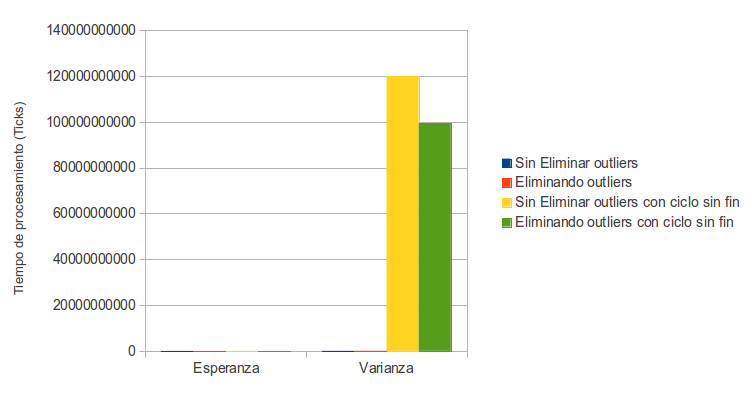 140000000000
120000000000
100000000000
80000000000
60000000000
40000000000
20000000000
0
Tiempo de procesamiento (Ticks)
Esperanza
Varianza
Sin Eliminar outliers
Eliminando outliers
Sin Eliminar outliers con ciclo sin fin
Eliminando outliers con ciclo sin fin